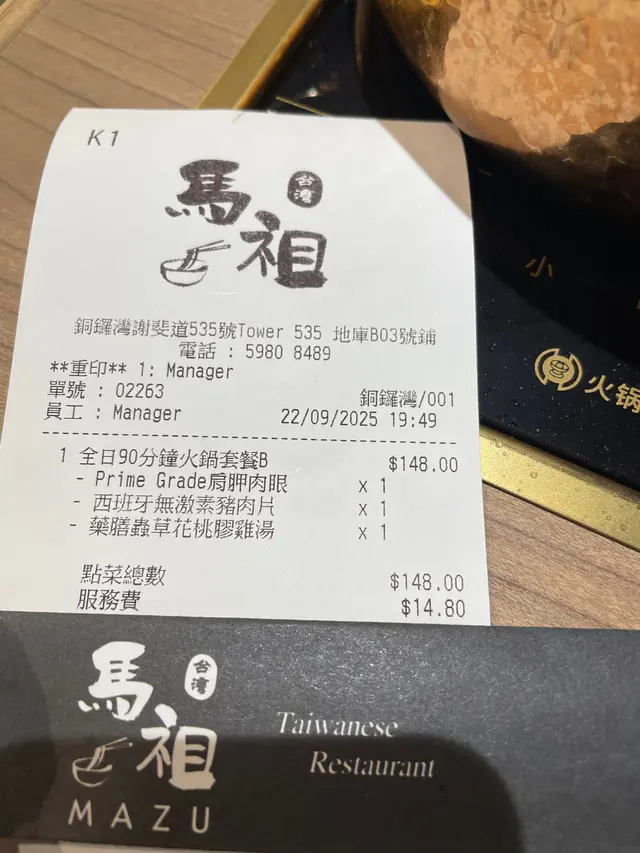 K1
馬祖
台灣
銅鑼灣謝斐道535號Tower 535 地庫B03號鋪
電話 : 5980 8489
**重印** 1: Manager
單號 : 02263 銅鑼灣/001
員工 : Manager 22/09/2025 19:49
1 全日90分鐘火鍋套餐B $148.00
- Prime Grade肩胛肉眼 x 1
- 西班牙無激素豬肉片 x 1
- 藥膳蟲草花桃膠雞湯 x 1
點菜總數 $148.00
服務費 $14.80
馬祖
台灣
MAZU
Taiwanese
Restaurant
小
火锅